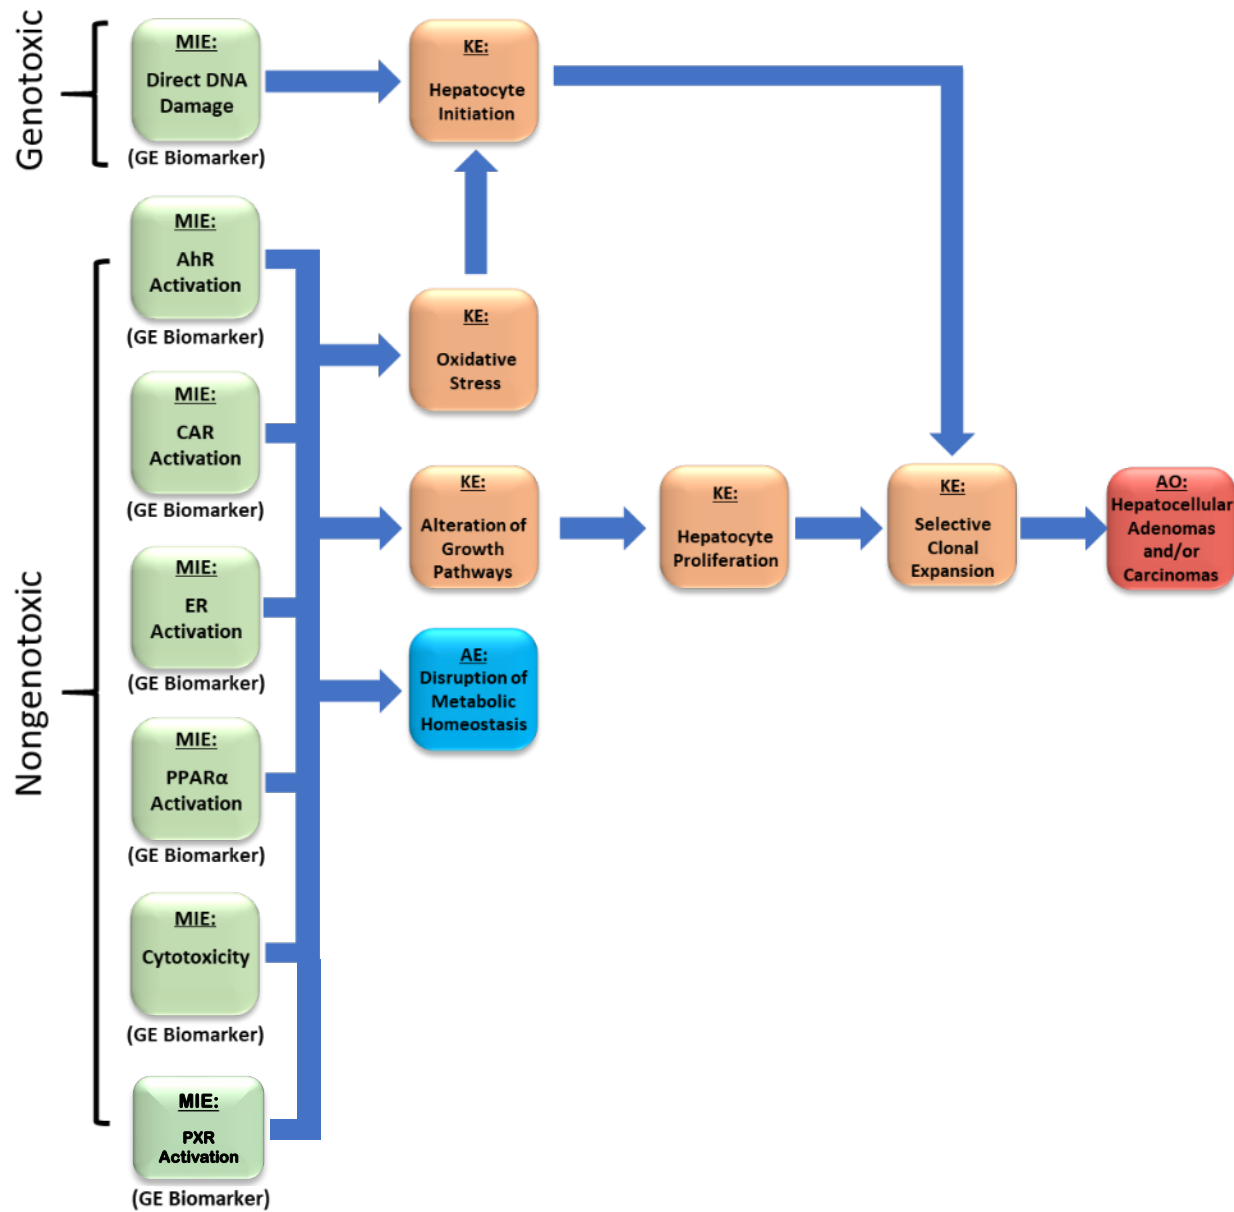 Genotoxic
MIE:
Direct DNA
Damage
(GE Biomarker)
KE:
Hepatocyte
Initiation
Nongenotoxic
MIE:
AhR
Activation
(GE Biomarker)
MIE:
CAR
Activation
(GE Biomarker)
MIE:
ER
Activation
(GE Biomarker)
MIE:
PPARα
Activation
(GE Biomarker)
MIE:
Cytotoxicity
(GE Biomarker)
MIE:
PXR
Activation
(GE Biomarker)
KE:
Oxidative
Stress
KE:
Alteration of
Growth
Pathways
KE:
Hepatocyte
Proliferation
KE:
Selective
Clonal
Expansion
AO:
Hepatocellular
Adenomas
and/or
Carcinomas
AE:
Disruption of
Metabolic
Homeostasis